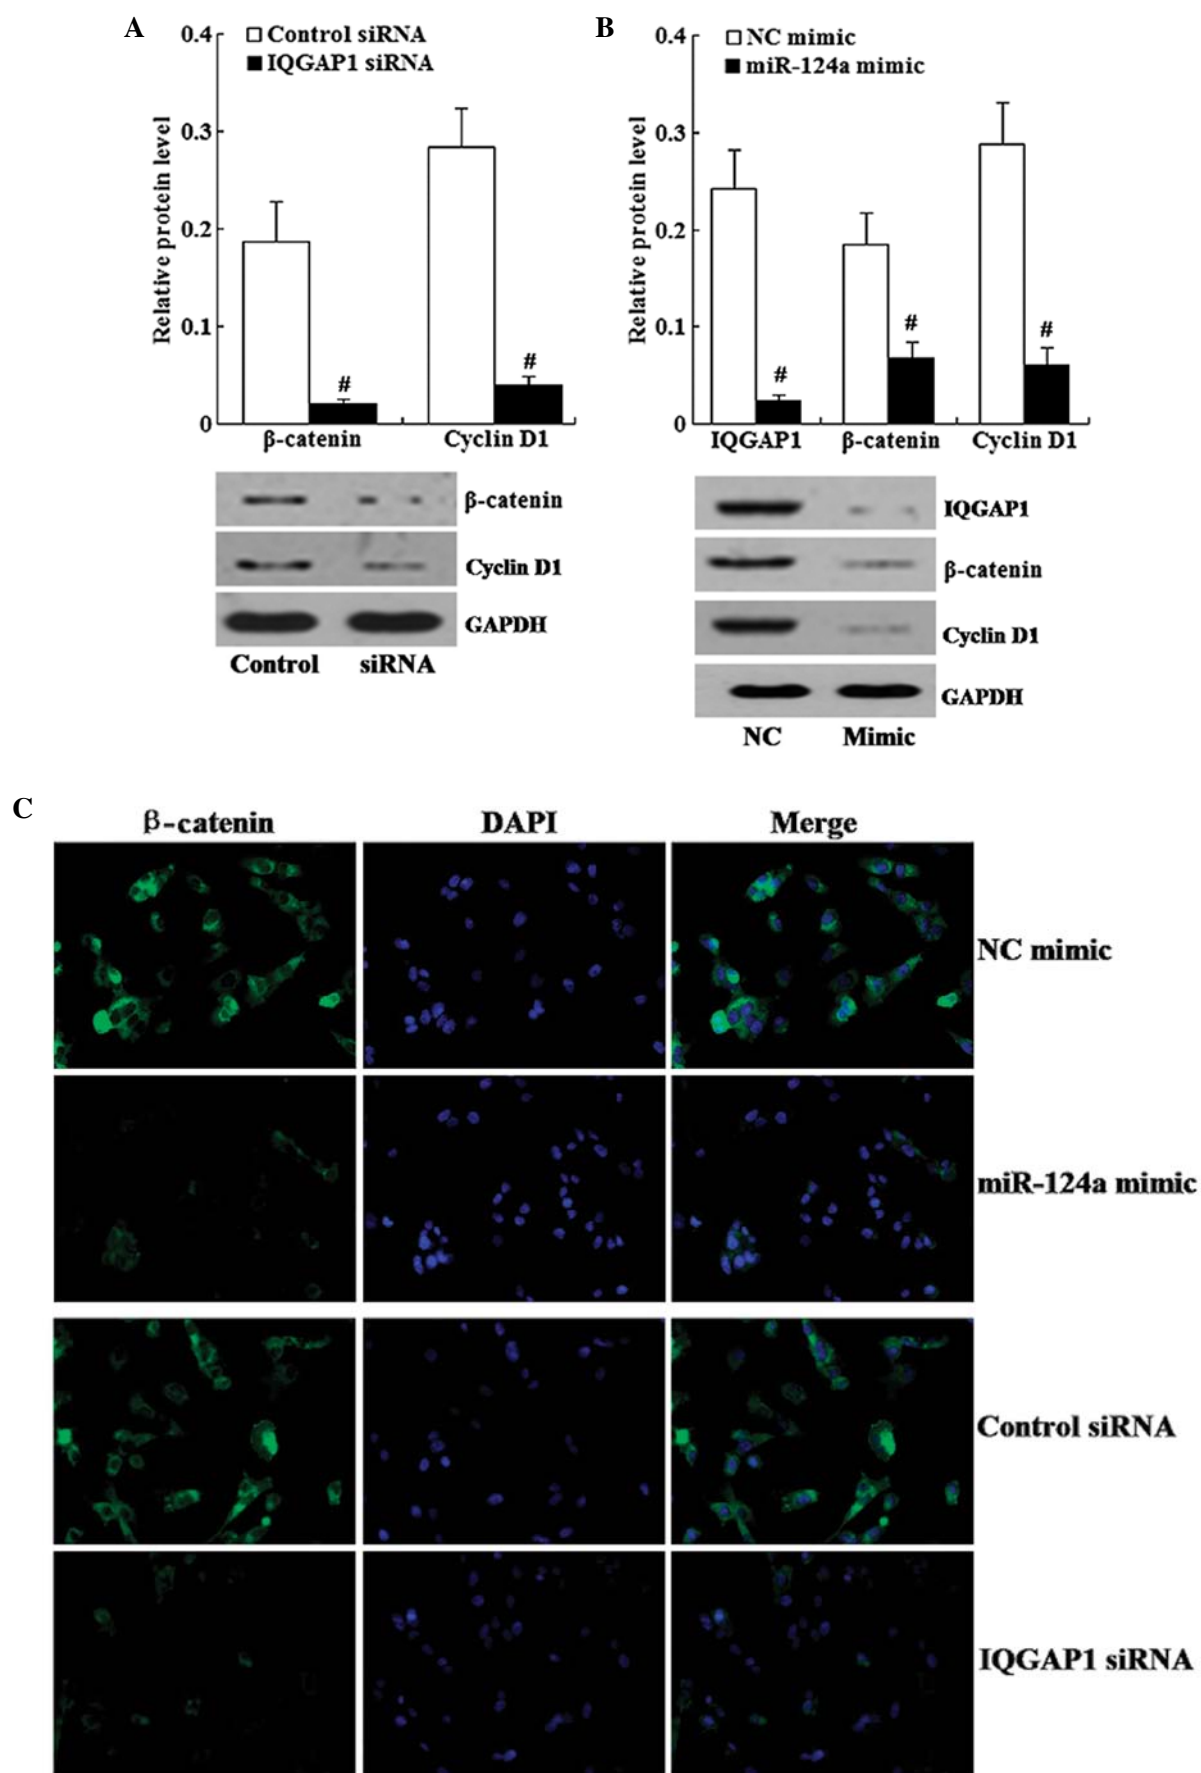 A
Relative protein level
0.4
0.3
0.2
0.1
0
Control siRNA
IQGAP1 siRNA
#
#
β-catenin
Cyclin D1
β-catenin
Cyclin D1
GAPDH
Control
siRNA
B
Relative protein level
0.4
0.3
0.2
0.1
0
NC mimic
miR-124a mimic
#
#
#
IQGAP1
β-catenin
Cyclin D1
IQGAP1
β-catenin
Cyclin D1
GAPDH
NC
Mimic
C
β-catenin
DAPI
Merge
NC mimic
miR-124a mimic
Control siRNA
IQGAP1 siRNA